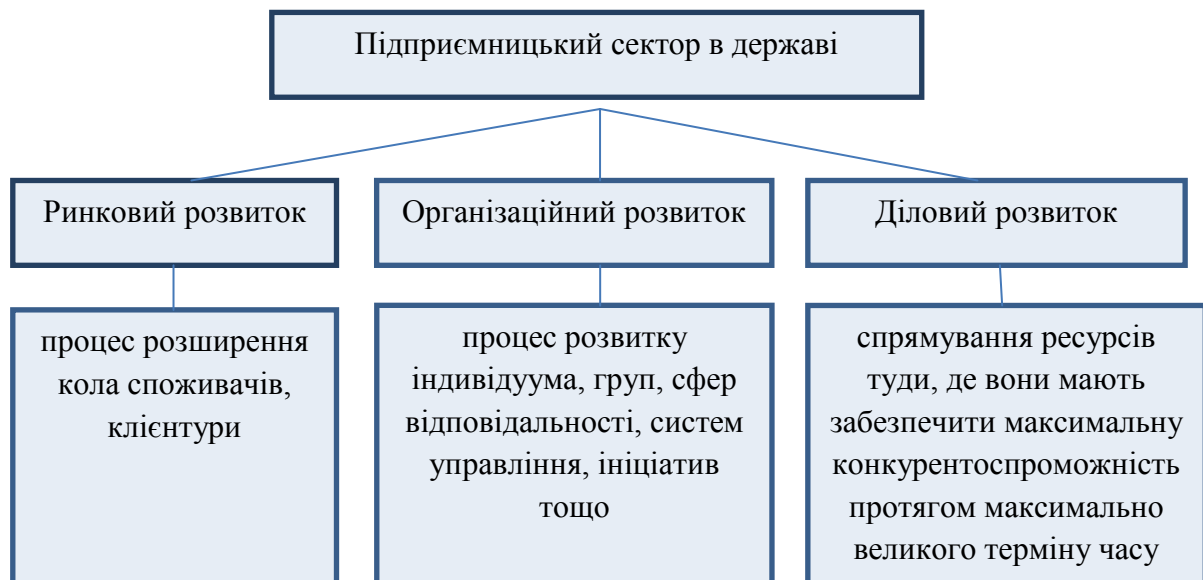 Підприємницький сектор в державі
Ринковий розвиток
Організаційний розвиток
Діловий розвиток
процес розширення
кола споживачів,
клієнтури
процес розвитку
індивідуума, груп, сфер
відповідальності, систем
управління, ініціатив
тощо
спрямування ресурсів
туди, де вони мають
забезпечити максимальну
конкурентоспроможність
протягом максимально
великого терміну часу